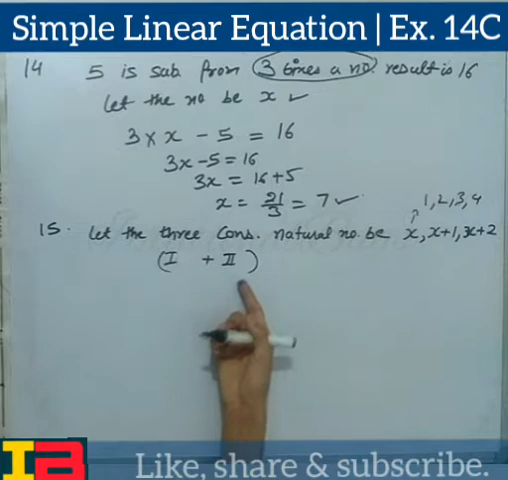 Simple Linear Equation | Ex. 14C
14 5 is sub. from 3 times a no. result is 16
let the no be x ✓
3 × x - 5 = 16
3x - 5 = 16
3x = 16 + 5
x = 21/3 = 7 ✓
1, 2, 3, 4
15. let the three Cons. natural no. be x, x+1, x+2
(I + II)
IB
Like, share & subscribe.